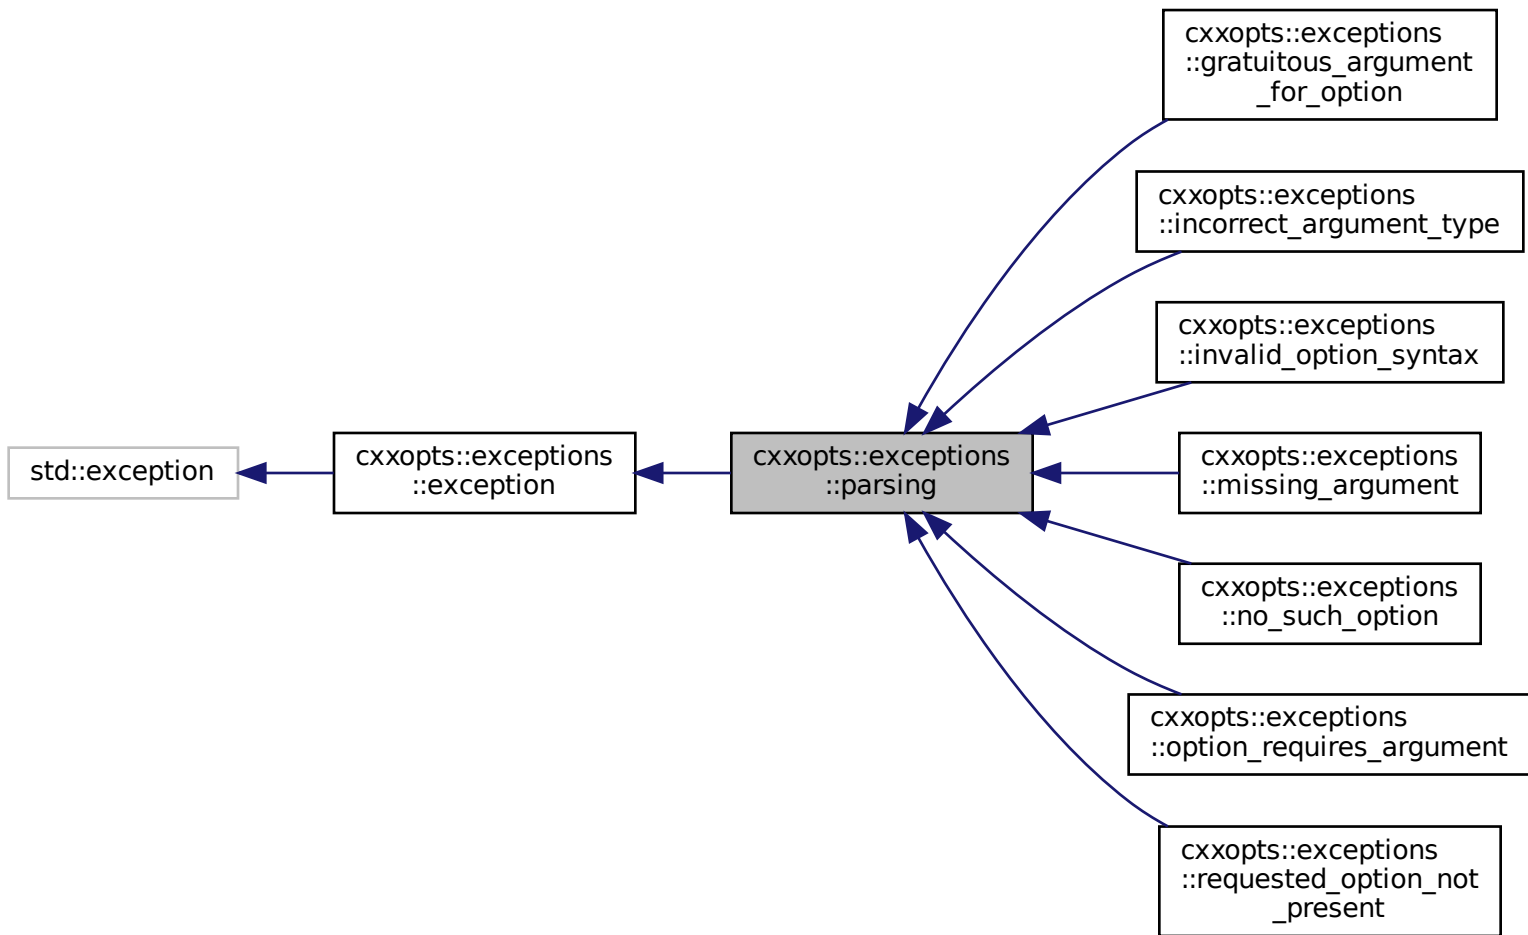 cxxopts::exceptions
::gratuitous_argument
_for_option
cxxopts::exceptions
::incorrect_argument_type
cxxopts::exceptions
::invalid_option_syntax
std::exception
cxxopts::exceptions
::exception
cxxopts::exceptions
::parsing
cxxopts::exceptions
::missing_argument
cxxopts::exceptions
::no_such_option
cxxopts::exceptions
::option_requires_argument
cxxopts::exceptions
::requested_option_not
_present